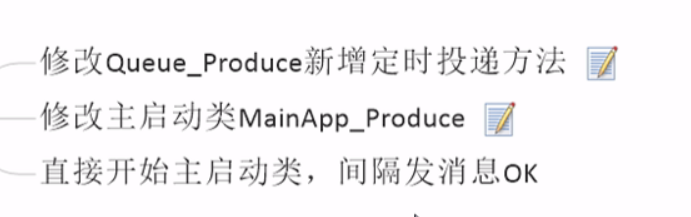 修改Queue_Produce新增定时投递方法
修改主启动类MainApp_Produce
直接开始主启动类，间隔发消息OK